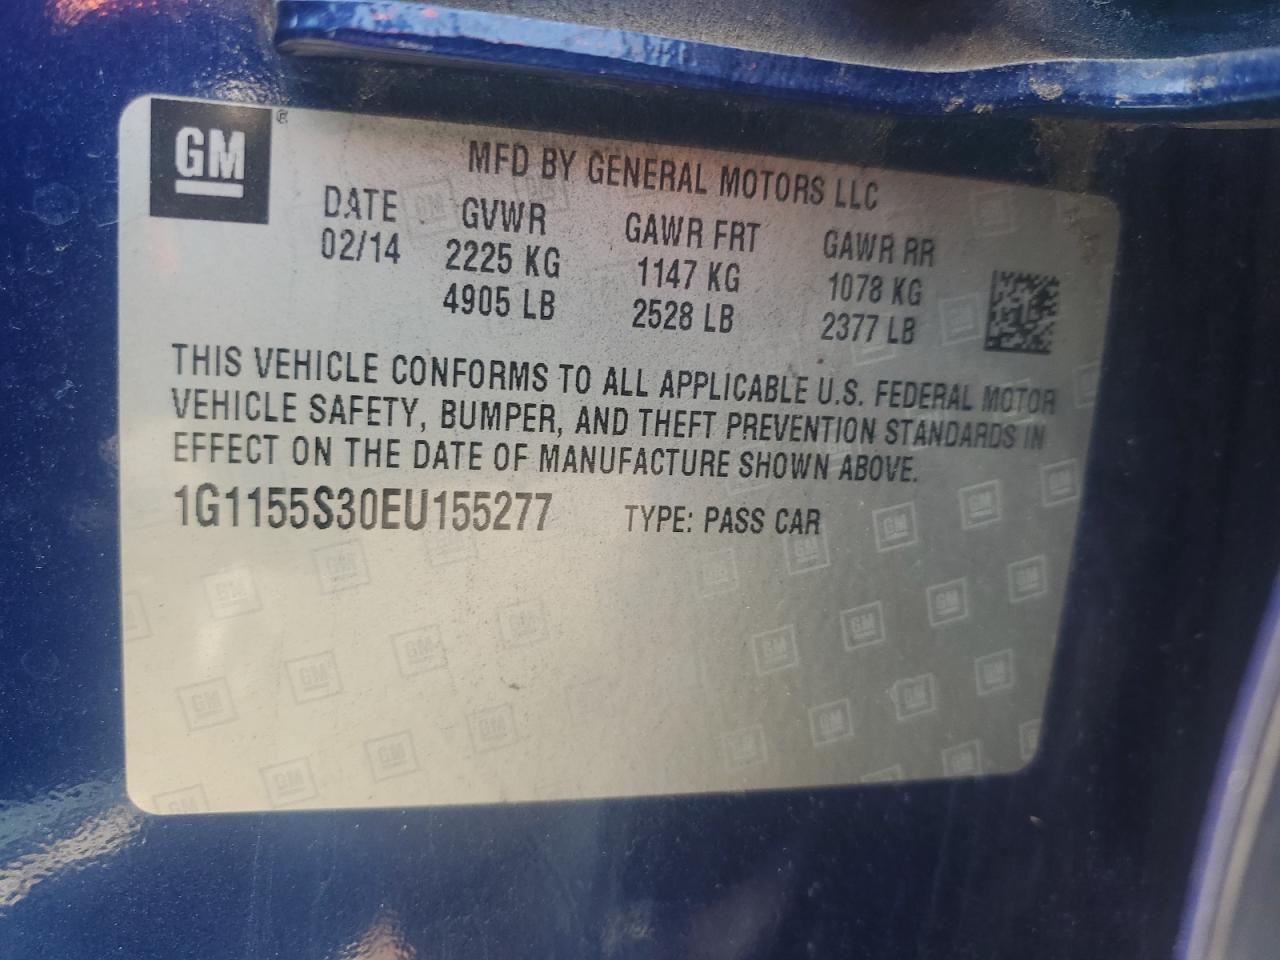 GM ®
MFD BY GENERAL MOTORS LLC
DATE GVWR GAWR FRT GAWR RR
02/14 2225 KG 1147 KG 1078 KG
4905 LB 2528 LB 2377 LB
THIS VEHICLE CONFORMS TO ALL APPLICABLE U.S. FEDERAL MOTOR
VEHICLE SAFETY, BUMPER, AND THEFT PREVENTION STANDARDS IN
EFFECT ON THE DATE OF MANUFACTURE SHOWN ABOVE.
1G1155S30EU155277 TYPE: PASS CAR